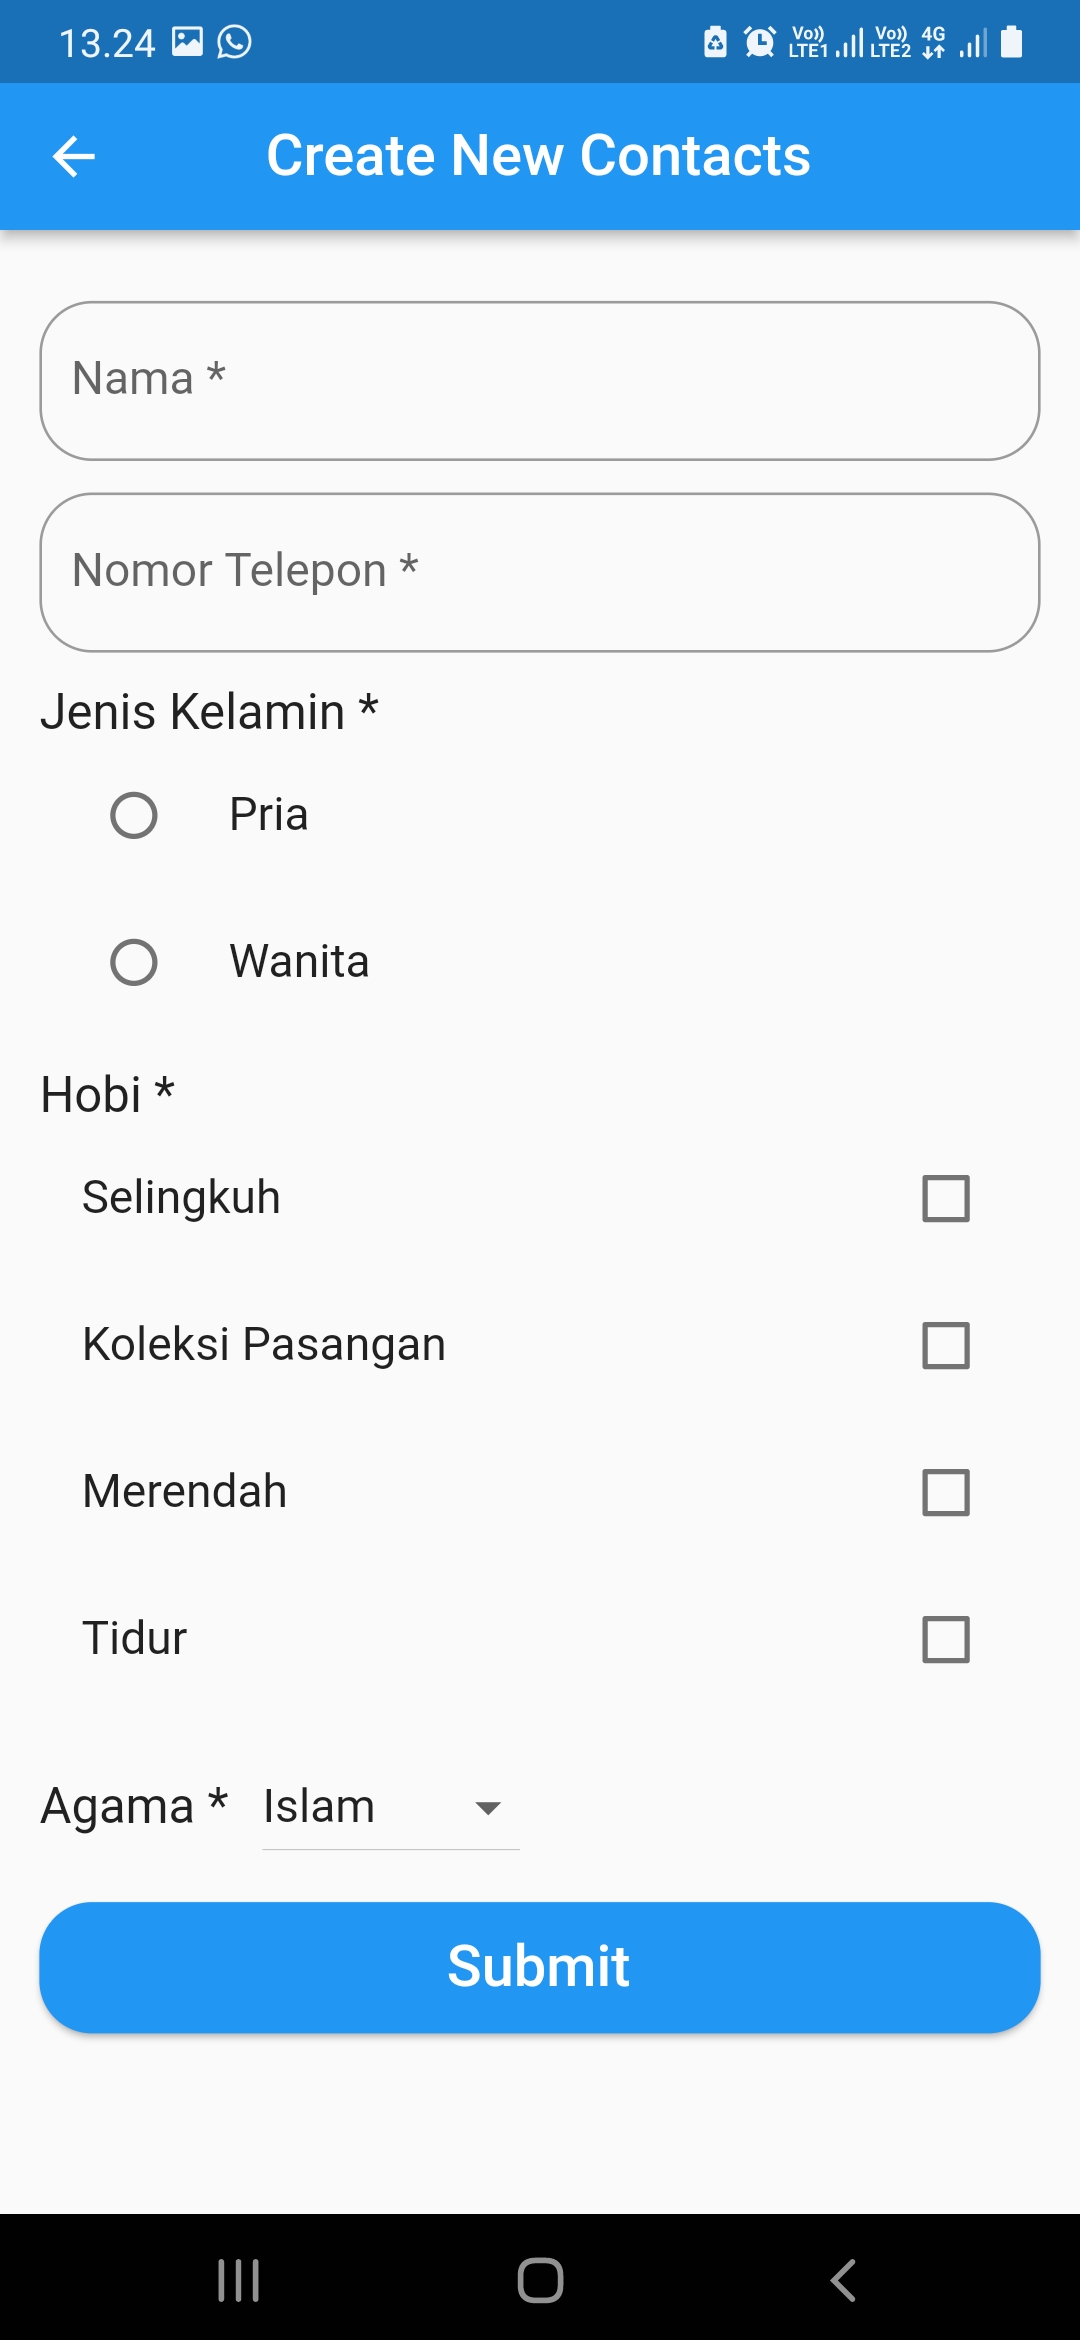 13.24 Vo)) LTE1 Vo)) LTE2 4G
Create New Contacts
Nama *
Nomor Telepon *
Jenis Kelamin *
Pria
Wanita
Hobi *
Selingkuh
Koleksi Pasangan
Merendah
Tidur
Agama * Islam
Submit